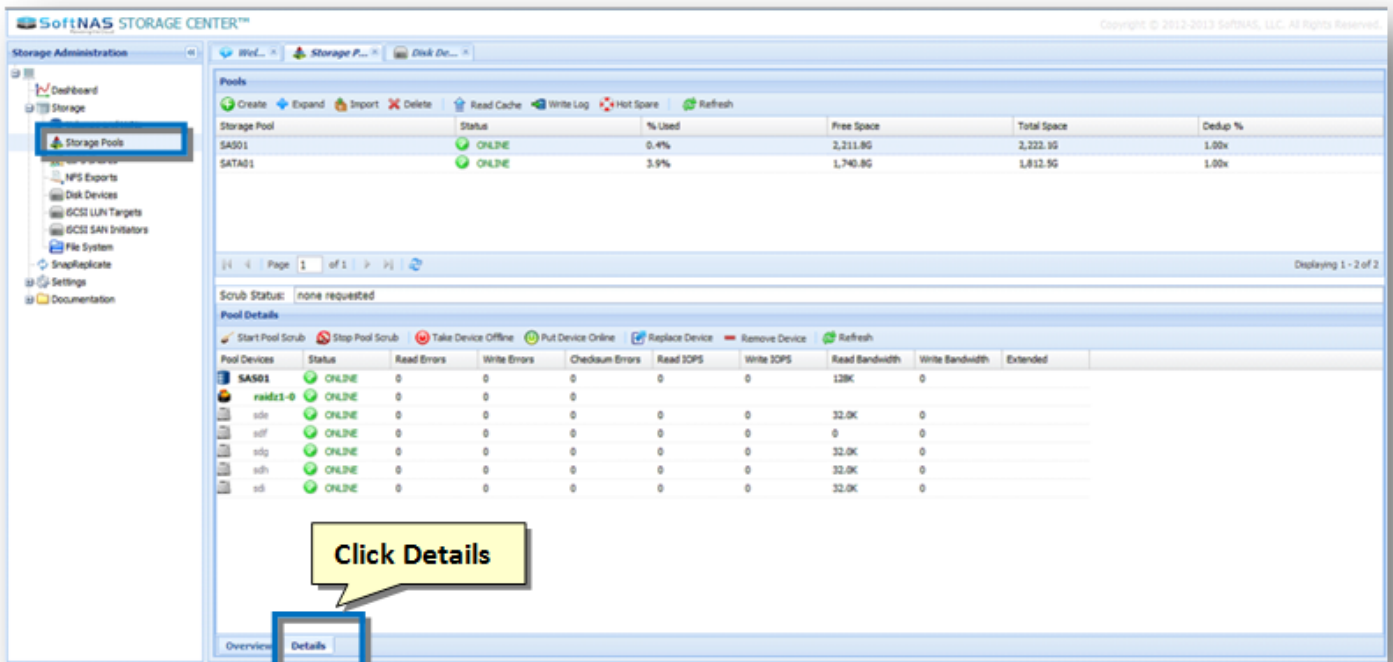 SoftNAS STORAGE CENTER™
Copyright © 2012-2013 SoftNAS, LLC. All Rights Reserved.
Storage Administration
Wel...
Storage P...
Disk De...
Dashboard
Storage
Storage Pools
NFS Exports
Disk Devices
iSCSI LUN Targets
iSCSI SAN Initiators
File System
SnapReplicate
Settings
Documentation
Pools
Create Expand Import Delete Read Cache Write Log Hot Spare Refresh
Storage Pool Status % Used Free Space Total Space Dedup %
SAS01 ONLINE 0.4% 2,211.8G 2,222.1G 1.00x
SATA01 ONLINE 3.9% 1,740.8G 1,812.5G 1.00x
Page 1 of 1 Displaying 1 - 2 of 2
Scrub Status: none requested
Pool Details
Start Pool Scrub Stop Pool Scrub Take Device Offline Put Device Online Replace Device Remove Device Refresh
Pool Devices Status Read Errors Write Errors Checksum Errors Read IOPS Write IOPS Read Bandwidth Write Bandwidth Extended
SAS01 ONLINE 0 0 0 0 0 128K 0
raidz1-0 ONLINE 0 0 0
sde ONLINE 0 0 0 0 0 32.0K 0
sdf ONLINE 0 0 0 0 0 0 0
sdg ONLINE 0 0 0 0 0 32.0K 0
sdh ONLINE 0 0 0 0 0 32.0K 0
sdi ONLINE 0 0 0 0 0 32.0K 0
Click Details
Overview Details